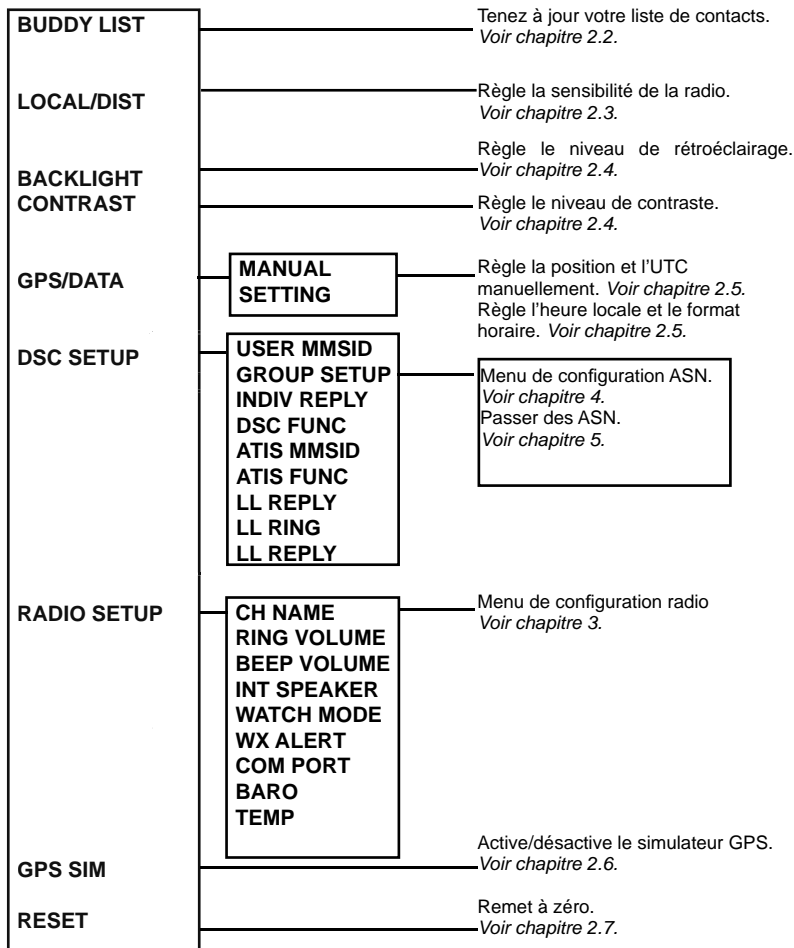 BUDDY LIST
Tenez à jour votre liste de contacts.
Voir chapitre 2.2.
LOCAL/DIST
Règle la sensibilité de la radio.
Voir chapitre 2.3.
BACKLIGHT
Règle le niveau de rétroéclairage.
Voir chapitre 2.4.
CONTRAST
Règle le niveau de contraste.
Voir chapitre 2.4.
GPS/DATA
MANUAL
SETTING
Règle la position et l'UTC
manuellement. Voir chapitre 2.5.
Règle l'heure locale et le format
horaire. Voir chapitre 2.5.
DSC SETUP
USER MMSID
GROUP SETUP
INDIV REPLY
DSC FUNC
ATIS MMSID
ATIS FUNC
LL REPLY
LL RING
LL REPLY
Menu de configuration ASN.
Voir chapitre 4.
Passer des ASN.
Voir chapitre 5.
RADIO SETUP
CH NAME
RING VOLUME
BEEP VOLUME
INT SPEAKER
WATCH MODE
WX ALERT
COM PORT
BARO
TEMP
Menu de configuration radio
Voir chapitre 3.
GPS SIM
Active/désactive le simulateur GPS.
Voir chapitre 2.6.
RESET
Remet à zéro.
Voir chapitre 2.7.